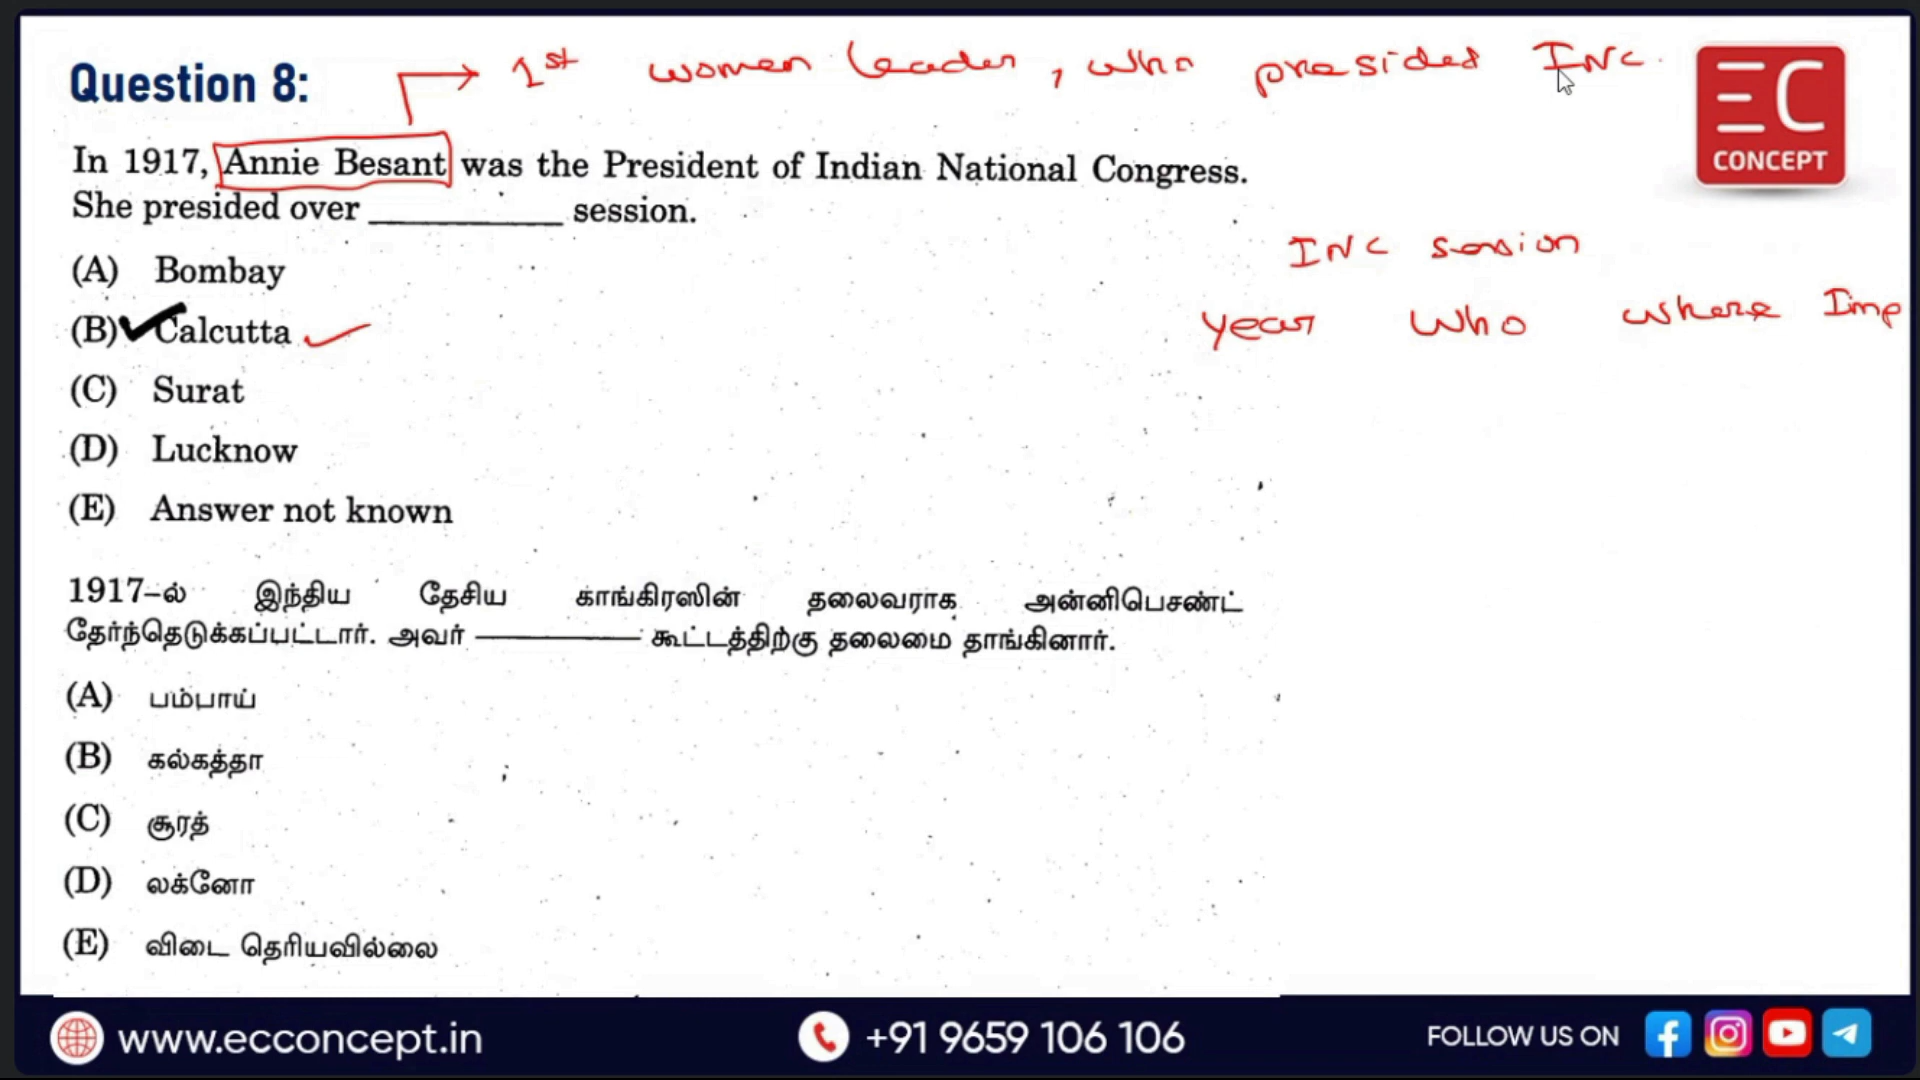 1st women leader, who presided INC.
Question 8:
EC
CONCEPT
In 1917, Annie Besant was the President of Indian National Congress.
She presided over __________ session.
INC session
(A) Bombay
year who where Imp
(B) Calcutta
(C) Surat
(D) Lucknow
(E) Answer not known
1917–ல் இந்திய தேசிய காங்கிரஸின் தலைவராக அன்னிபெசண்ட்
தேர்ந்தெடுக்கப்பட்டார். அவர் __________ கூட்டத்திற்கு தலைமை தாங்கினார்.
(A) பம்பாய்
(B) கல்கத்தா
(C) சூரத்
(D) லக்னோ
(E) விடை தெரியவில்லை
www.ecconcept.in +91 9659 106 106 FOLLOW US ON